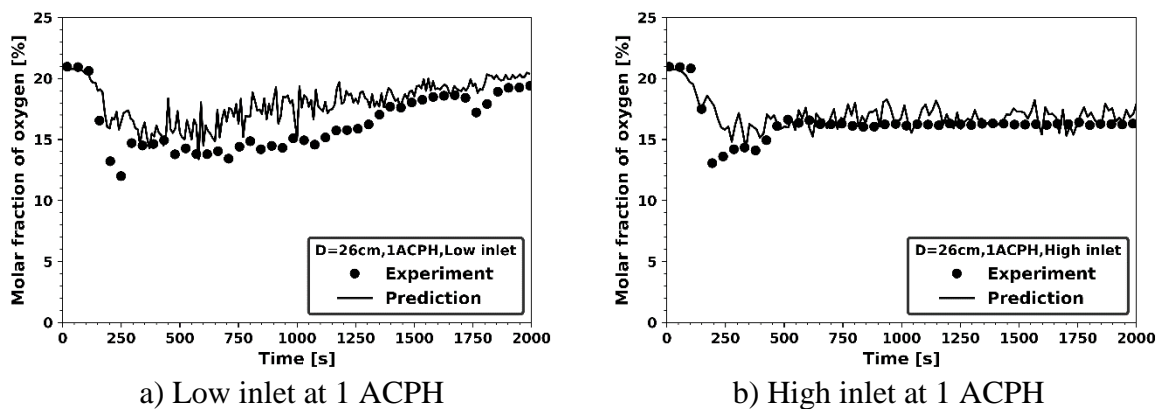 25
20
15
10
5
0
Molar fraction of oxygen [%]
D=26cm,1ACPH,Low inlet
Experiment
Prediction
0 250 500 750 1000 1250 1500 1750 2000
Time [s]
a) Low inlet at 1 ACPH
25
20
15
10
5
0
Molar fraction of oxygen [%]
D=26cm,1ACPH,High inlet
Experiment
Prediction
0 250 500 750 1000 1250 1500 1750 2000
Time [s]
b) High inlet at 1 ACPH